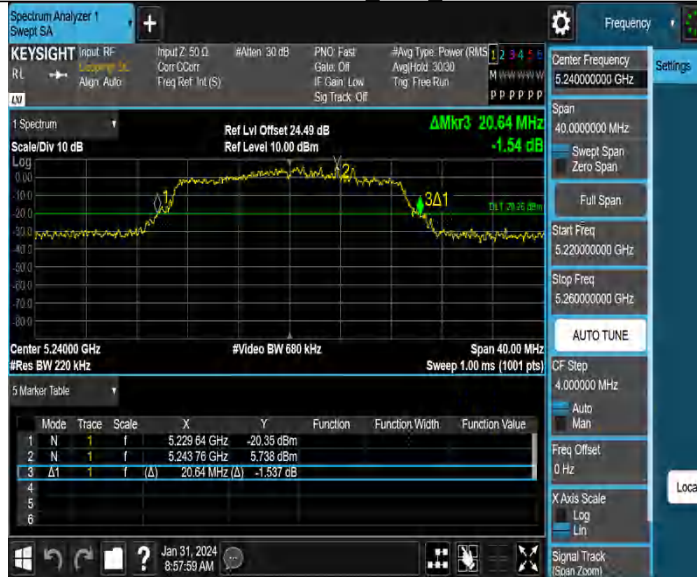 Spectrum Analyzer 1
Swept SA
+
Frequency
KEYSIGHT
Input: RF
Input Z: 50 Ω
#Atten: 30 dB
PNO: Fast
#Avg Type: Power (RMS
1 2 3 4 5 6
RL
Corr CCorr
Gate: Off
Avg|Hold: 30/30
M W W W W W
Align: Auto
Freq Ref: Int (S)
IF Gain: Low
Trig: Free Run
Sig Track: Off
P P P P P P
LXI
Center Frequency
5.240000000 GHz
Settings
1 Spectrum
Ref Lvl Offset 24.49 dB
ΔMkr3 20.64 MHz
Scale/Div 10 dB
Ref Level 10.00 dBm
-1.54 dB
Log
0.00
-10.0
-20.0
-30.0
-40.0
-50.0
-60.0
-70.0
-80.0
1
2
3Δ1
Span
40.0000000 MHz
Swept Span
Zero Span
Full Span
Start Freq
5.220000000 GHz
Stop Freq
5.260000000 GHz
AUTO TUNE
Center 5.24000 GHz
#Video BW 680 kHz
Span 40.00 MHz
#Res BW 220 kHz
Sweep 1.00 ms (1001 pts)
CF Step
4.000000 MHz
Auto
Man
5 Marker Table
Mode Trace Scale X Y Function Function Width Function Value
1 N 1 f 5.229 64 GHz -20.35 dBm
2 N 1 f 5.243 76 GHz 5.738 dBm
3 Δ1 1 f (Δ) 20.64 MHz (Δ) -1.537 dB
4
5
6
Freq Offset
0 Hz
Loca
X Axis Scale
Log
Lin
Signal Track
(Span Zoom)
?
Jan 31, 2024
8:57:59 AM